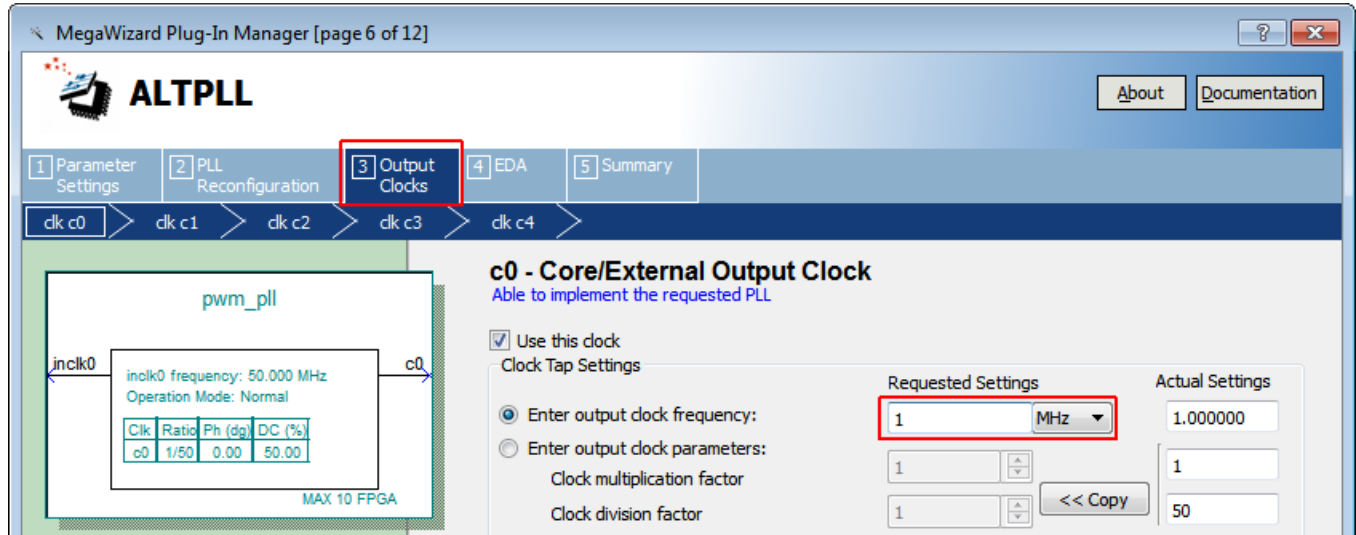 MegaWizard Plug-In Manager [page 6 of 12]
ALTPLL
About
Documentation
1 Parameter Settings
2 PLL Reconfiguration
3 Output Clocks
4 EDA
5 Summary
clk c0
clk c1
clk c2
clk c3
clk c4
pwm_pll
inclk0
c0
inclk0 frequency: 50.000 MHz
Operation Mode: Normal
Clk Ratio Ph (dg) DC (%)
c0 1/50 0.00 50.00
MAX 10 FPGA
c0 - Core/External Output Clock
Able to implement the requested PLL
Use this clock
Clock Tap Settings
Requested Settings
Actual Settings
Enter output clock frequency:
1
MHz
1.000000
Enter output clock parameters:
Clock multiplication factor
1
1
<< Copy
Clock division factor
1
50